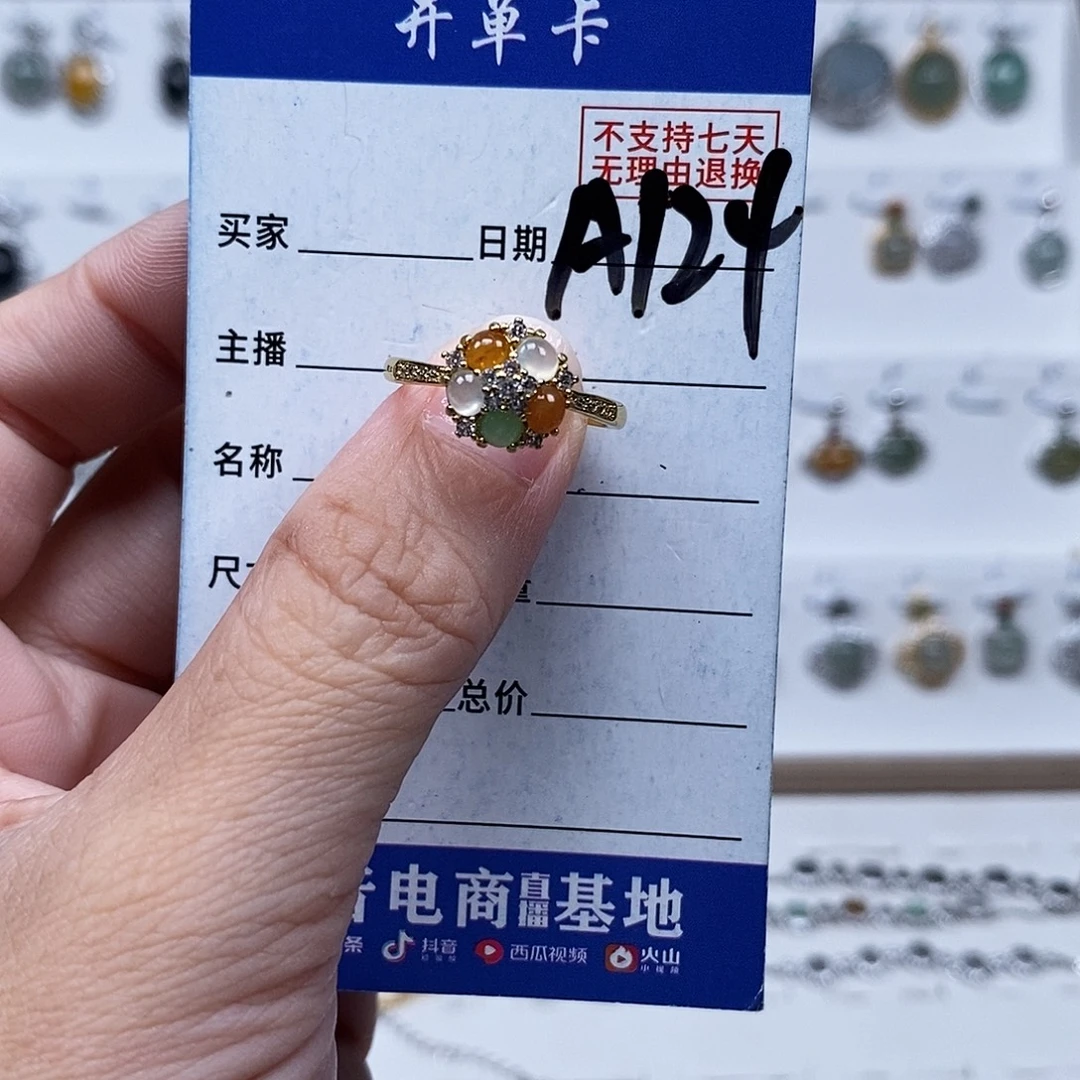 开单卡
不支持七天
无理由退换
A124
买家 日期
主播
名称
总价
电商直播基地
条 抖音 西瓜视频 火山